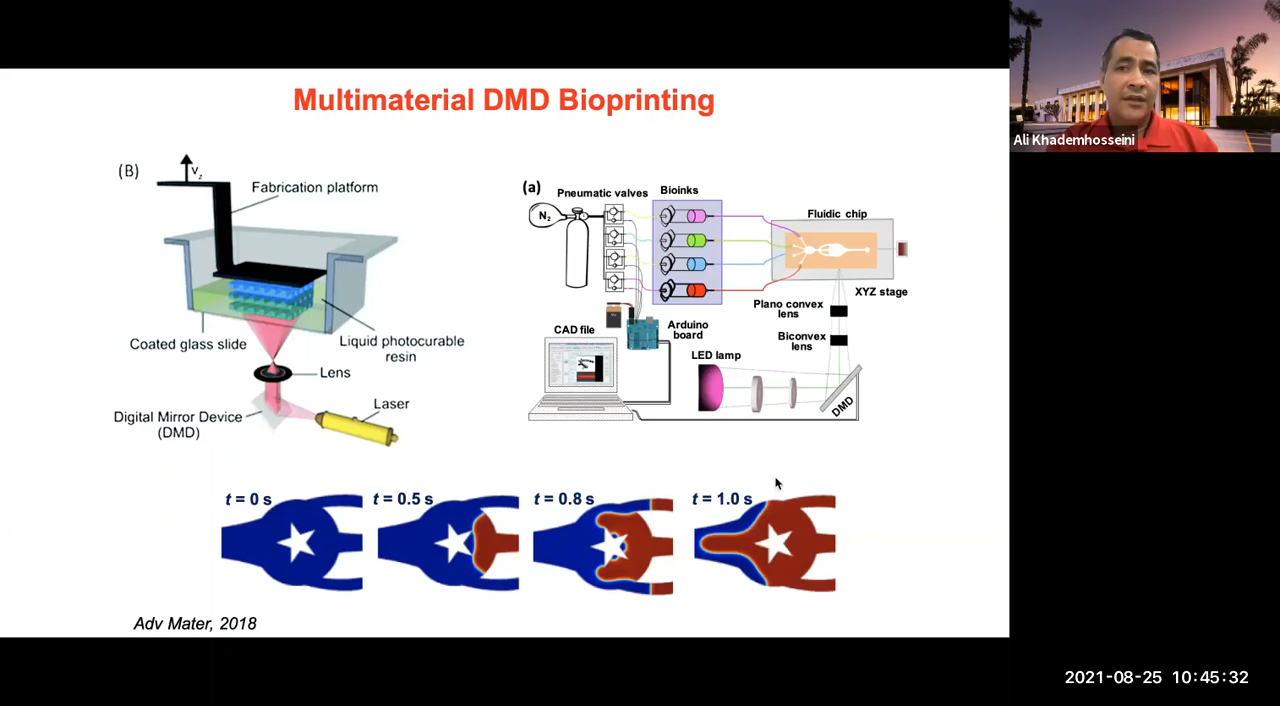 Multimaterial DMD Bioprinting
Ali Khademhosseini
(B)
vz
Fabrication platform
Coated glass slide
Liquid photocurable
resin
Lens
Laser
Digital Mirror Device
(DMD)
(a)
Pneumatic valves
Bioinks
N2
Fluidic chip
XYZ stage
Plano convex
lens
Biconvex
lens
CAD file
Arduino
board
LED lamp
DMD
t = 0 s
t = 0.5 s
t = 0.8 s
t = 1.0 s
Adv Mater, 2018
2021-08-25 10:45:32